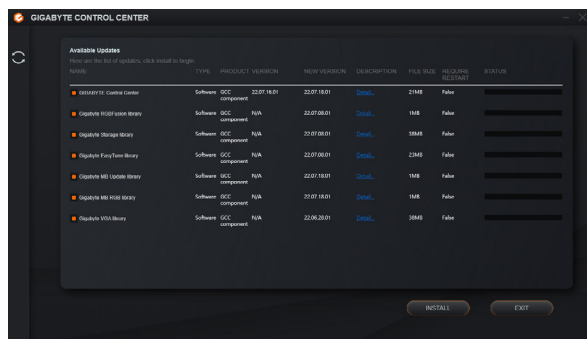 GIGABYTE CONTROL CENTER
Available Updates
Here are the list of updates, click install to begin.
NAME TYPE PRODUCT VERSION NEW VERSION DESCRIPTION FILE SIZE REQUIRE RESTART STATUS
GIGABYTE Control Center Software GCC component 22.07.16.01 22.07.18.01 Detail... 21MB False
Gigabyte RGBFusion library Software GCC component N/A 22.07.08.01 Detail... 1MB False
Gigabyte Storage library Software GCC component N/A 22.07.08.01 Detail... 38MB False
Gigabyte EasyTune library Software GCC component N/A 22.07.08.01 Detail... 23MB False
Gigabyte MB Update library Software GCC component N/A 22.07.18.01 Detail... 1MB False
Gigabyte MB RGB library Software GCC component N/A 22.07.18.01 Detail... 1MB False
Gigabyte VGA library Software GCC component N/A 22.06.28.01 Detail... 38MB False
INSTALL EXIT